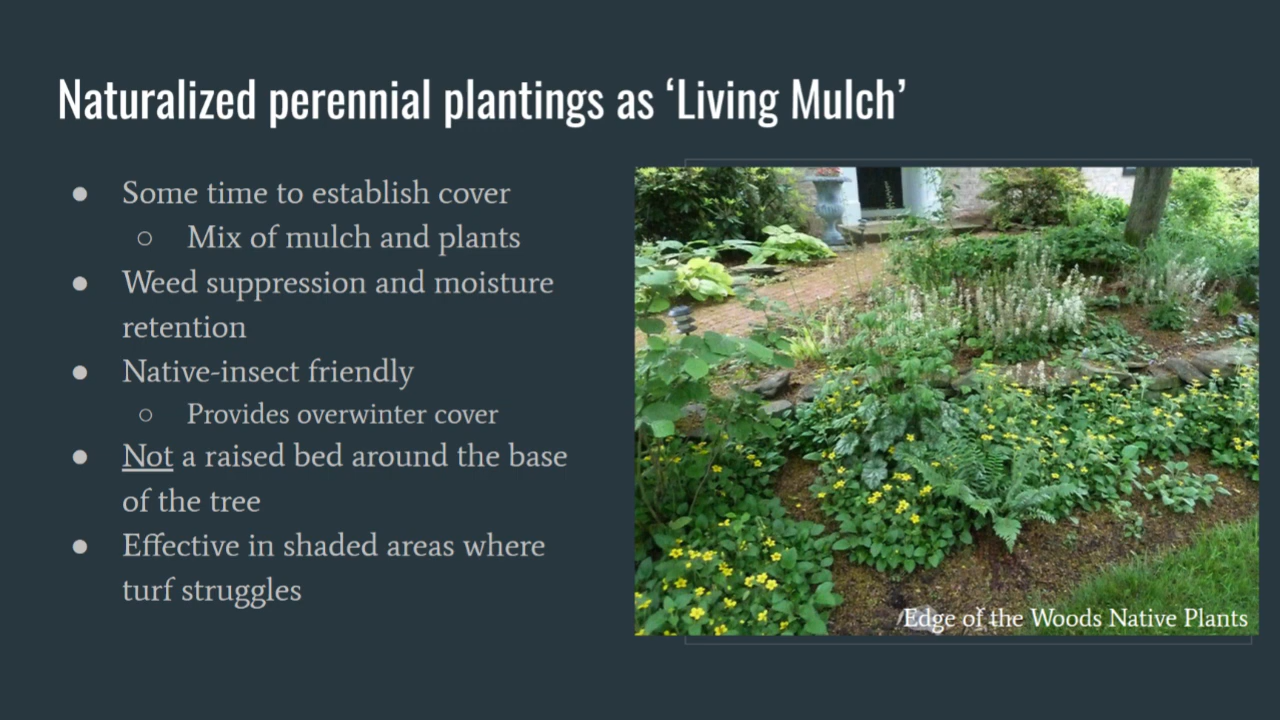 Naturalized perennial plantings as ‘Living Mulch’
● Some time to establish cover
○ Mix of mulch and plants
● Weed suppression and moisture
retention
● Native-insect friendly
○ Provides overwinter cover
● Not a raised bed around the base
of the tree
● Effective in shaded areas where
turf struggles
Edge of the Woods Native Plants